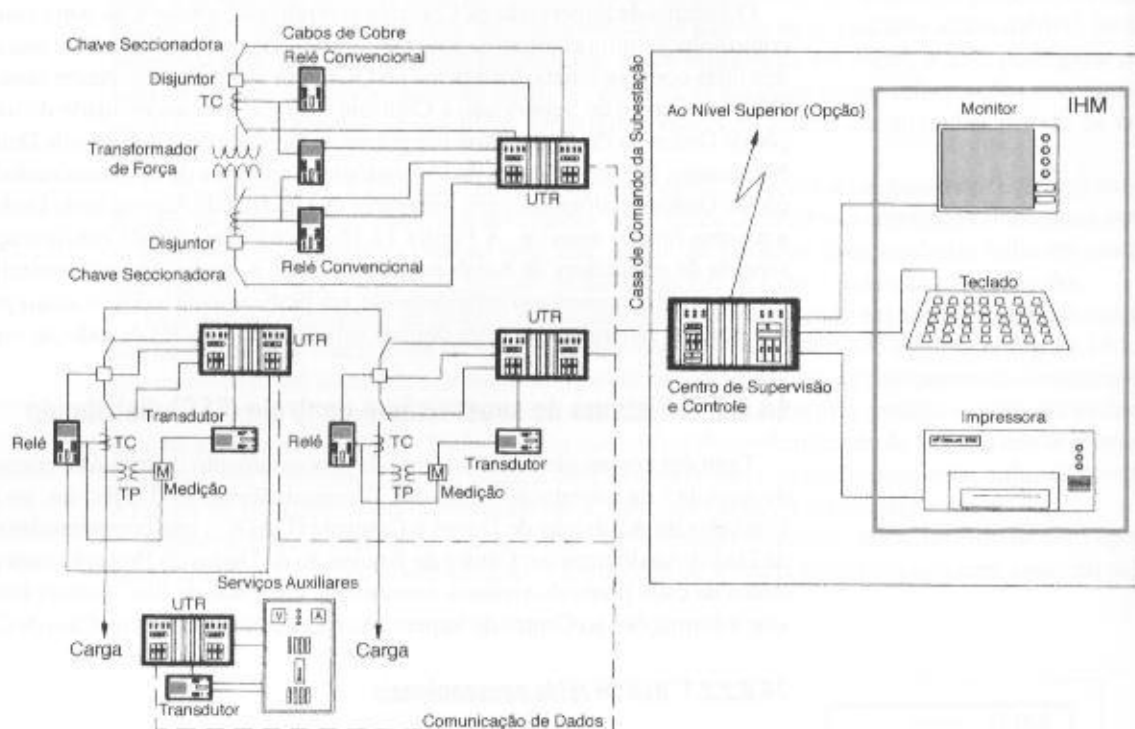 Chave Seccionadora
Cabos de Cobre
Relé Convencional
Disjuntor
TC
Transformador
de Força
UTR
Disjuntor
Chave Seccionadora
Relé Convencional
Casa de Comando da Subestação
Ao Nível Superior (Opção)
Monitor
IHM
Teclado
Centro de Supervisão
e Controle
Impressora
UTR
UTR
Transdutor
Relé
TC
TP
M
Medição
Relé
TC
TP
M
Medição
Transdutor
Serviços Auxiliares
UTR
V
A
Carga
Carga
Transdutor
Comunicação de Dados